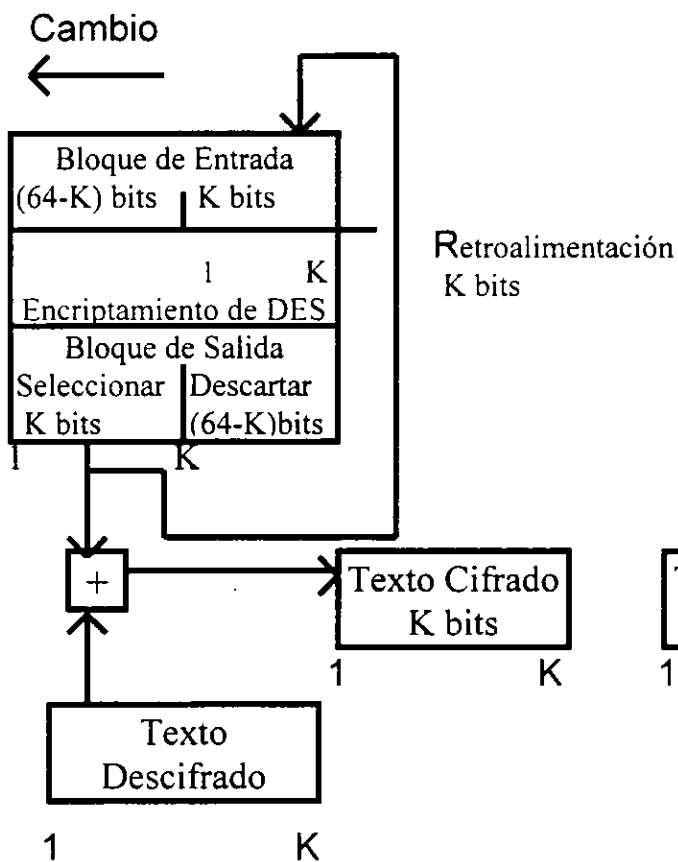 Cambio
Bloque de Entrada
(64-K) bits K bits
1 K
Encriptamiento de DES
Bloque de Salida
Seleccionar Descartar
K bits (64-K)bits
1 K
Retroalimentación
K bits
+
Texto Cifrado
K bits
1 K
T
1
Texto
Descifrado
1 K